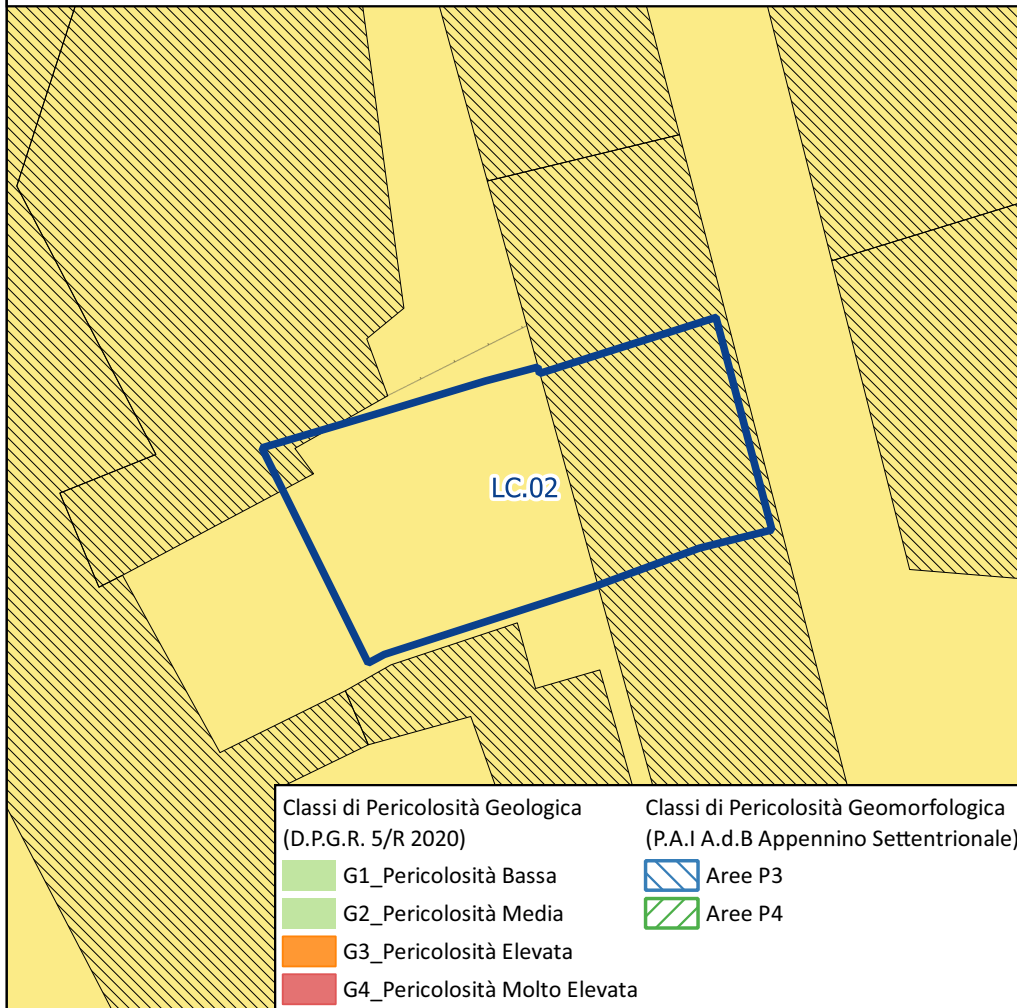 LC.02
Classi di Pericolosità Geologica
(D.P.G.R. 5/R 2020)
G1_Pericolosità Bassa
G2_Pericolosità Media
G3_Pericolosità Elevata
G4_Pericolosità Molto Elevata
Classi di Pericolosità Geomorfologica
(P.A.I A.d.B Appennino Settentrionale)
Aree P3
Aree P4